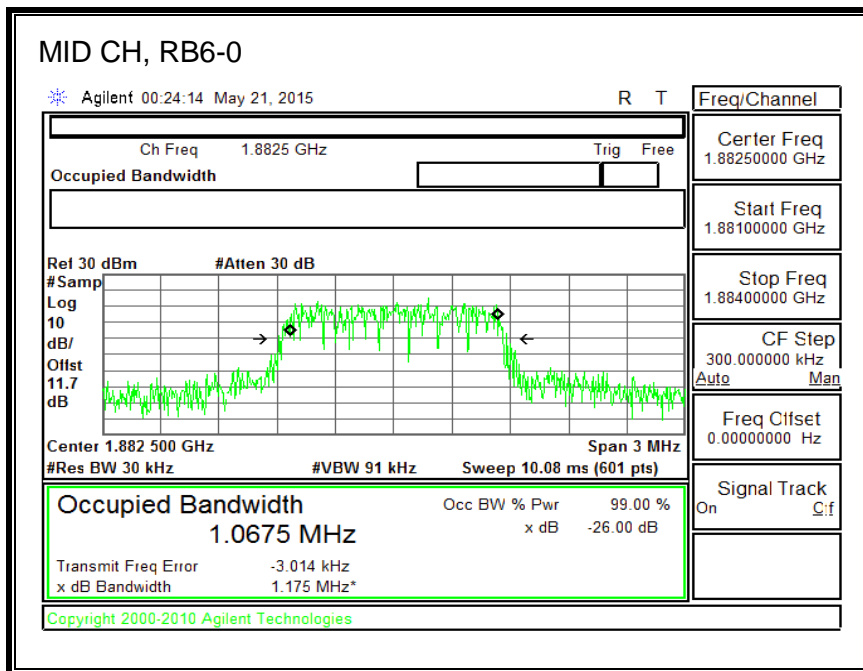 MID CH, RB6-0
Agilent 00:24:14 May 21, 2015 R T
Freq/Channel
Ch Freq 1.8825 GHz Trig Free
Occupied Bandwidth
Center Freq
1.88250000 GHz
Start Freq
1.88100000 GHz
Stop Freq
1.88400000 GHz
CF Step
300.000000 kHz
Auto Man
Freq Offset
0.00000000 Hz
Signal Track
On Off
Ref 30 dBm #Atten 30 dB
#Samp
Log
10
dB/
Offst
11.7
dB
Center 1.882 500 GHz Span 3 MHz
#Res BW 30 kHz #VBW 91 kHz Sweep 10.08 ms (601 pts)
Occupied Bandwidth Occ BW % Pwr 99.00 %
1.0675 MHz x dB -26.00 dB
Transmit Freq Error -3.014 kHz
x dB Bandwidth 1.175 MHz*
Copyright 2000-2010 Agilent Technologies